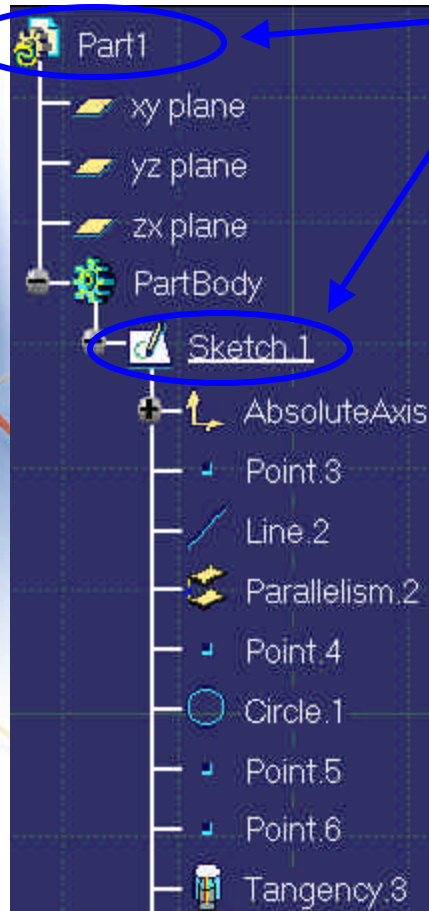 Part1
xy plane
yz plane
zx plane
PartBody
Sketch.1
AbsoluteAxis
Point.3
Line.2
Parallelism.2
Point.4
Circle.1
Point.5
Point.6
Tangency.3